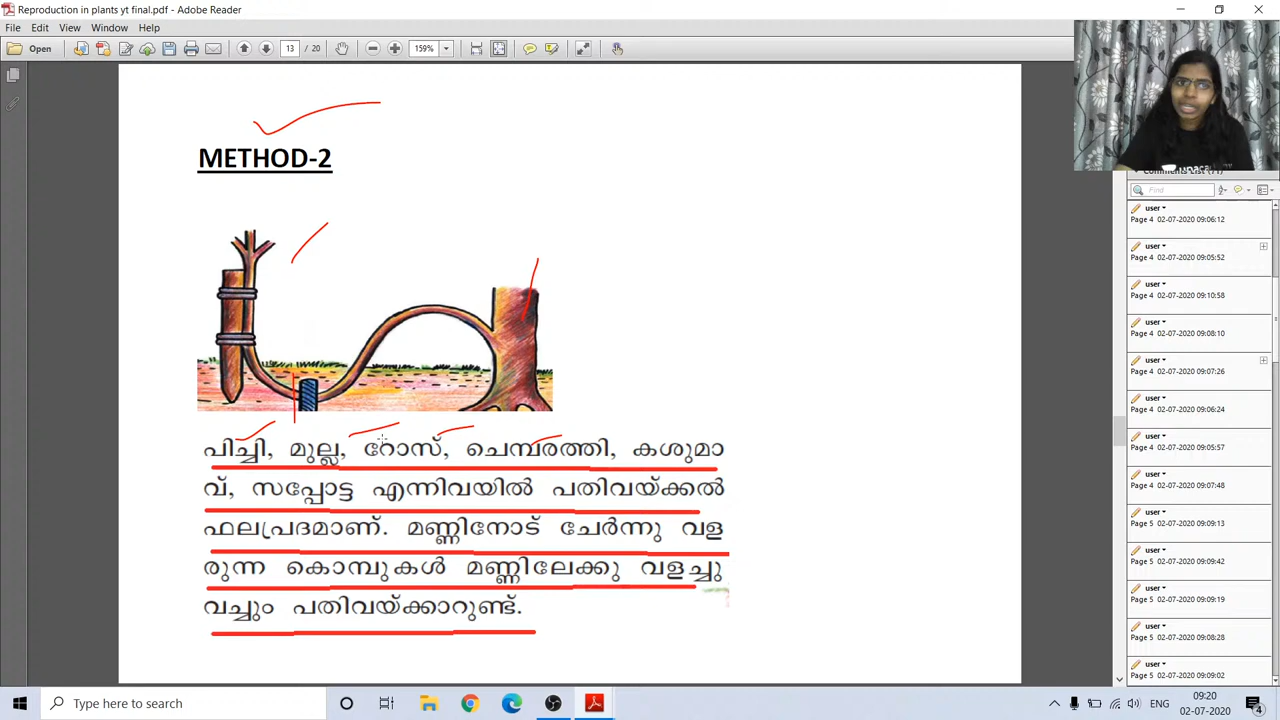 Reproduction in plants yt final.pdf - Adobe Reader
File Edit View Window Help
Open 13 / 20 159%
METHOD-2
പിച്ചി, മുല്ല, റോസ്, ചെമ്പരത്തി, കശുമാ
വ്, സപ്പോട്ട എന്നിവയിൽ പതിവയ്ക്കൽ
ഫലപ്രദമാണ്. മണ്ണിനോട് ചേർന്നു വള
രുന്ന കൊമ്പുകൾ മണ്ണിലേക്കു വളച്ചു
വച്ചും പതിവയ്ക്കാറുണ്ട്.
Find
user
Page 4 02-07-2020 09:06:12
user
Page 4 02-07-2020 09:05:52
user
Page 4 02-07-2020 09:10:58
user
Page 4 02-07-2020 09:08:10
user
Page 4 02-07-2020 09:07:26
user
Page 4 02-07-2020 09:06:24
user
Page 4 02-07-2020 09:05:57
user
Page 4 02-07-2020 09:07:48
user
Page 5 02-07-2020 09:09:13
user
Page 5 02-07-2020 09:09:42
user
Page 5 02-07-2020 09:09:19
user
Page 5 02-07-2020 09:08:28
user
Page 5 02-07-2020 09:09:02
Type here to search
ENG
09:20
02-07-2020
4